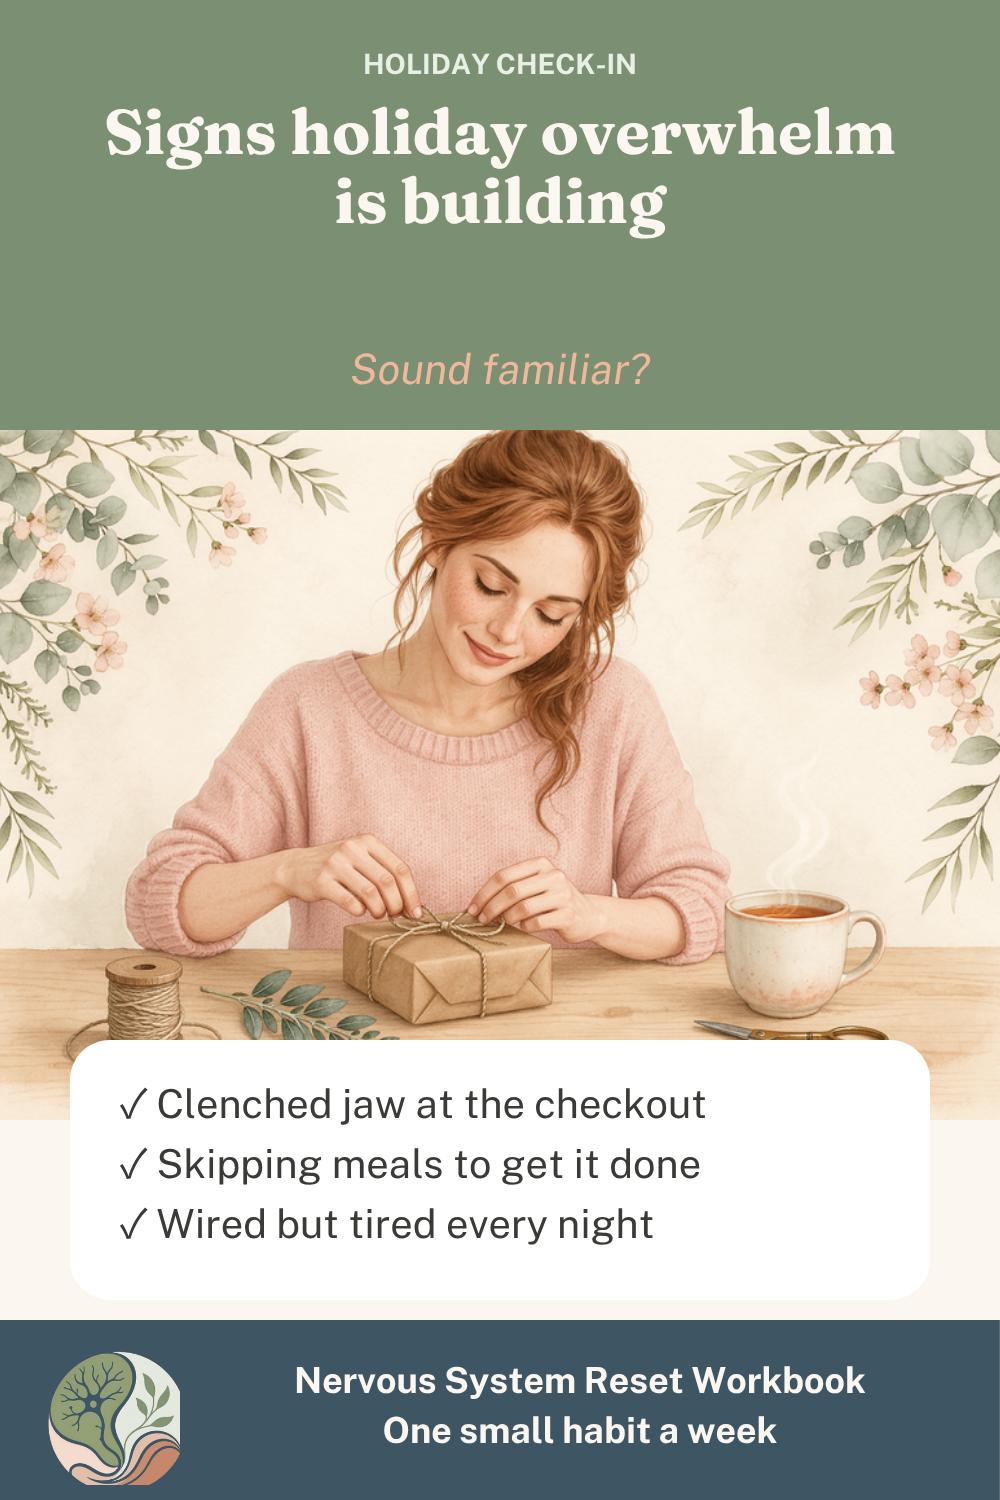 HOLIDAY CHECK-IN
Signs holiday overwhelm
is building
Sound familiar?
✓ Clenched jaw at the checkout
✓ Skipping meals to get it done
✓ Wired but tired every night
Nervous System Reset Workbook
One small habit a week